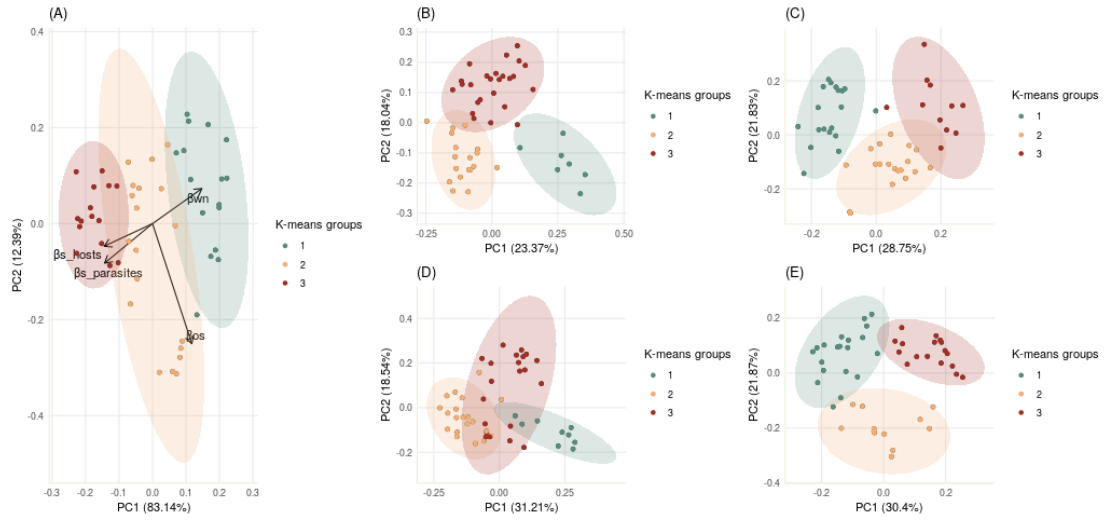 (A)
PC2 (12.39%)
0.4
0.2
0.0
-0.2
-0.4
βwn
βs_hosts
βs_parasites
βos
-0.3
-0.2
-0.1
0.0
0.1
0.2
0.3
PC1 (83.14%)
K-means groups
1
2
3
(B)
PC2 (18.04%)
0.3
0.2
0.0
-0.1
-0.3
-0.25
0.00
0.25
0.50
PC1 (23.37%)
K-means groups
1
2
3
(C)
PC2 (21.83%)
0.2
0.0
-0.2
-0.2
0.0
0.2
PC1 (28.75%)
K-means groups
1
2
3
(D)
PC2 (18.54%)
0.4
0.2
0.0
-0.2
-0.25
0.00
0.25
PC1 (31.21%)
K-means groups
1
2
3
(E)
PC2 (21.87%)
0.2
0.0
-0.2
-0.4
-0.2
0.0
0.2
PC1 (30.4%)
K-means groups
1
2
3